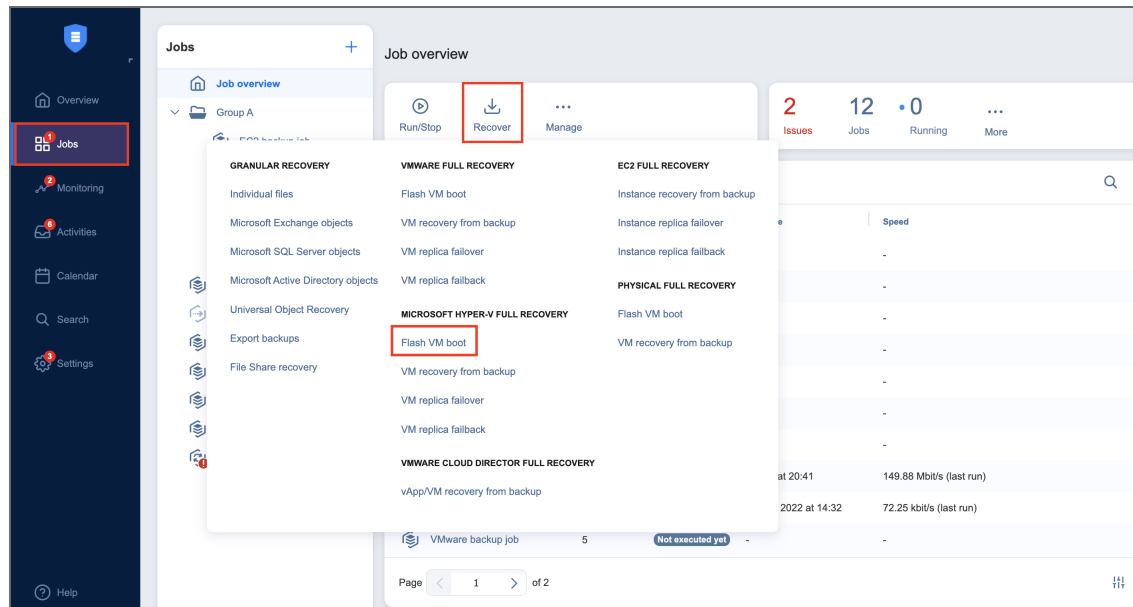 Overview
1
Jobs
2
Monitoring
6
Activities
Calendar
Search
3
Settings
Help
Jobs
+
Job overview
Group A
Job overview
Run/Stop
Recover
Manage
2
Issues
12
Jobs
0
Running
More
GRANULAR RECOVERY
Individual files
Microsoft Exchange objects
Microsoft SQL Server objects
Microsoft Active Directory objects
Universal Object Recovery
Export backups
File Share recovery
VMWARE FULL RECOVERY
Flash VM boot
VM recovery from backup
VM replica failover
VM replica failback
MICROSOFT HYPER-V FULL RECOVERY
Flash VM boot
VM recovery from backup
VM replica failover
VM replica failback
VMWARE CLOUD DIRECTOR FULL RECOVERY
vApp/VM recovery from backup
EC2 FULL RECOVERY
Instance recovery from backup
Instance replica failover
Instance replica failback
PHYSICAL FULL RECOVERY
Flash VM boot
VM recovery from backup
Speed
-
-
-
-
-
-
-
at 20:41 149.88 Mbit/s (last run)
2022 at 14:32 72.25 kbit/s (last run)
VMware backup job 5 Not executed yet - -
Page 1 of 2